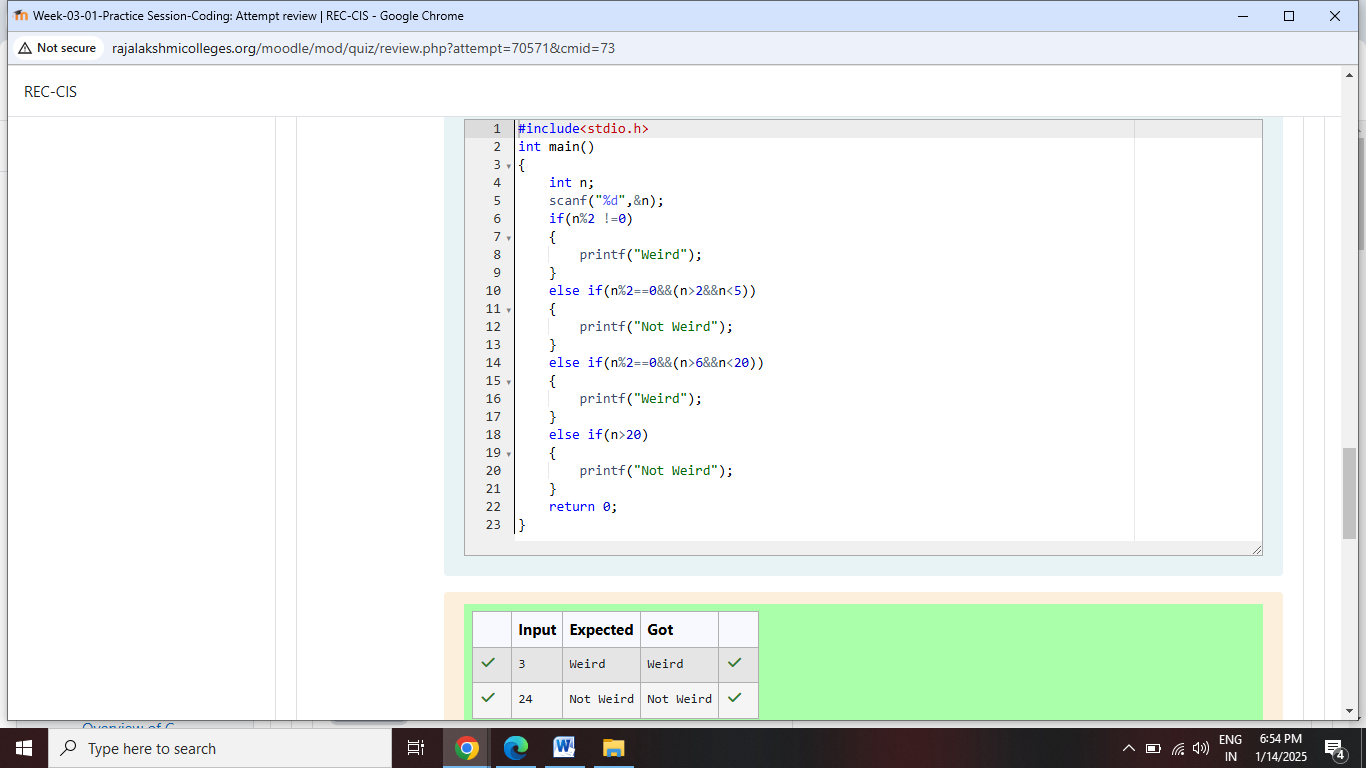 Week-03-01-Practice Session-Coding: Attempt review | REC-CIS - Google Chrome
Not secure rajalakshmicolleges.org/moodle/mod/quiz/review.php?attempt=70571&cmid=73
REC-CIS
1 #include<stdio.h>
2 int main()
3 {
4     int n;
5     scanf("%d",&n);
6     if(n%2 !=0)
7     {
8         printf("Weird");
9     }
10     else if(n%2==0&&(n>2&&n<5))
11     {
12         printf("Not Weird");
13     }
14     else if(n%2==0&&(n>6&&n<20))
15     {
16         printf("Weird");
17     }
18     else if(n>20)
19     {
20         printf("Not Weird");
21     }
22     return 0;
23 }
Input Expected Got
3 Weird Weird
24 Not Weird Not Weird
Overview of C
Type here to search
ENG
IN
6:54 PM
1/14/2025
4